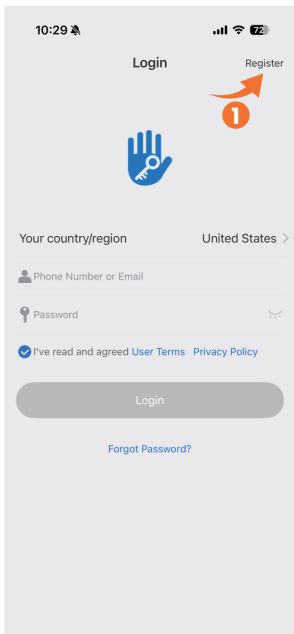 10:29
72
Login
Register
1
Your country/region
United States
Phone Number or Email
Password
I've read and agreed User Terms Privacy Policy
Login
Forgot Password?